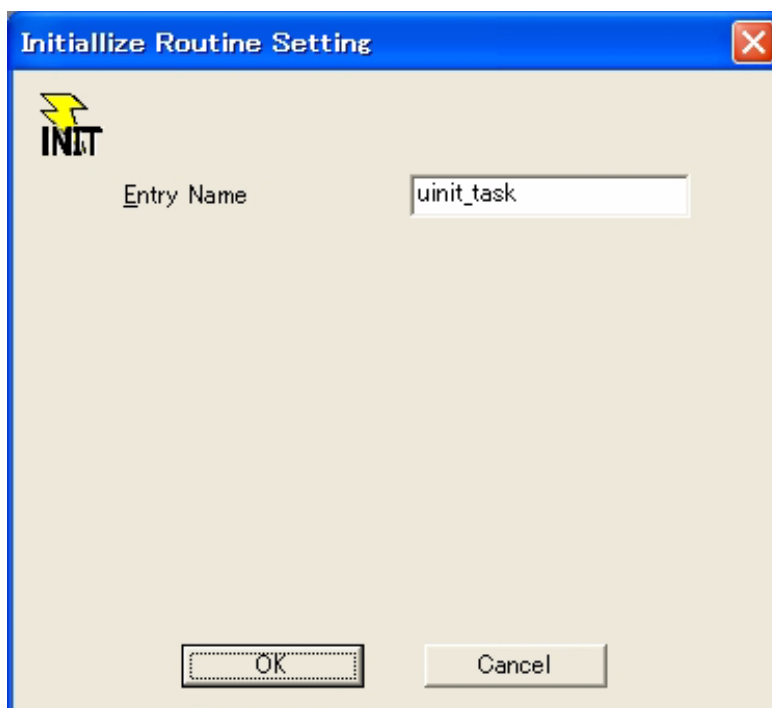 Initiallize Routine Setting
INIT
Entry Name
uinit_task
OK
Cancel